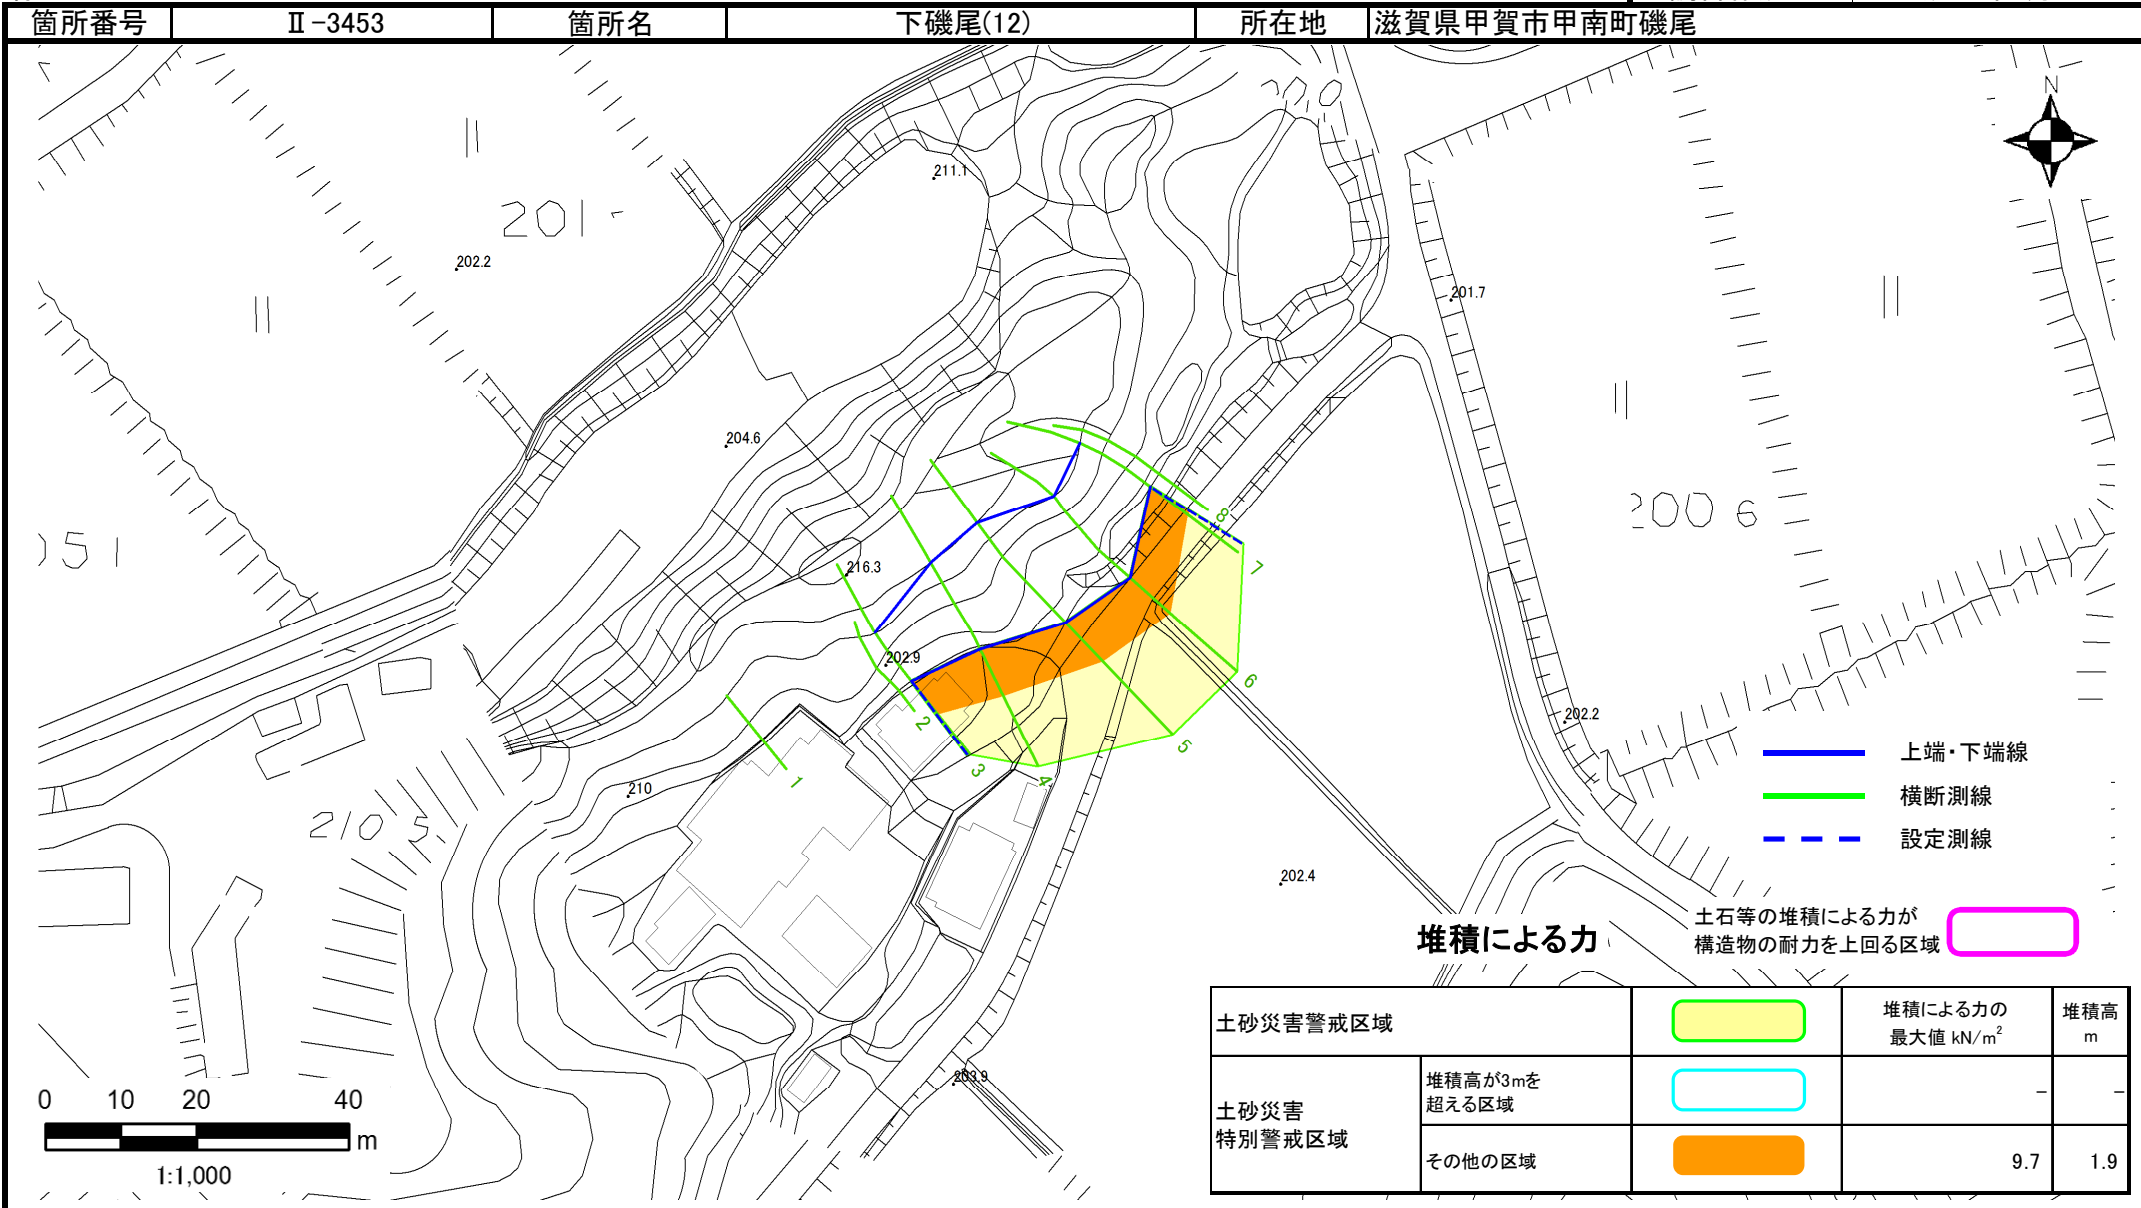 箇所番号 Ⅱ-3453 箇所名 下磯尾(12) 所在地 滋賀県甲賀市甲南町磯尾
N
211.1
201
202.2
201.7
204.6
200 6
051
8
7
216.3
202.9
6
202.2
2
5
3
4
1
上端・下端線
横断測線
設定測線
210
210
202.4
堆積による力
土石等の堆積による力が
構造物の耐力を上回る区域
203.9
土砂災害警戒区域
堆積による力の
最大値 kN/m²
堆積高
m
土砂災害
特別警戒区域
堆積高が3mを
超える区域
- -
その他の区域
9.7 1.9
0 10 20 40
m
1:1,000